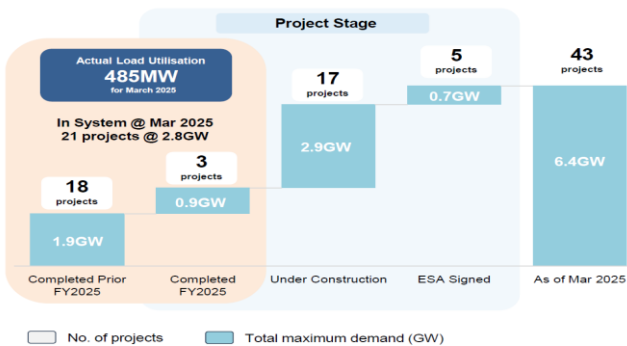 Project Stage
Actual Load Utilisation
485MW
for March 2025
In System @ Mar 2025
21 projects @ 2.8GW
18
projects
1.9GW
3
projects
0.9GW
17
projects
2.9GW
5
projects
0.7GW
43
projects
6.4GW
Completed Prior
FY2025
Completed
FY2025
Under Construction
ESA Signed
As of Mar 2025
No. of projects
Total maximum demand (GW)